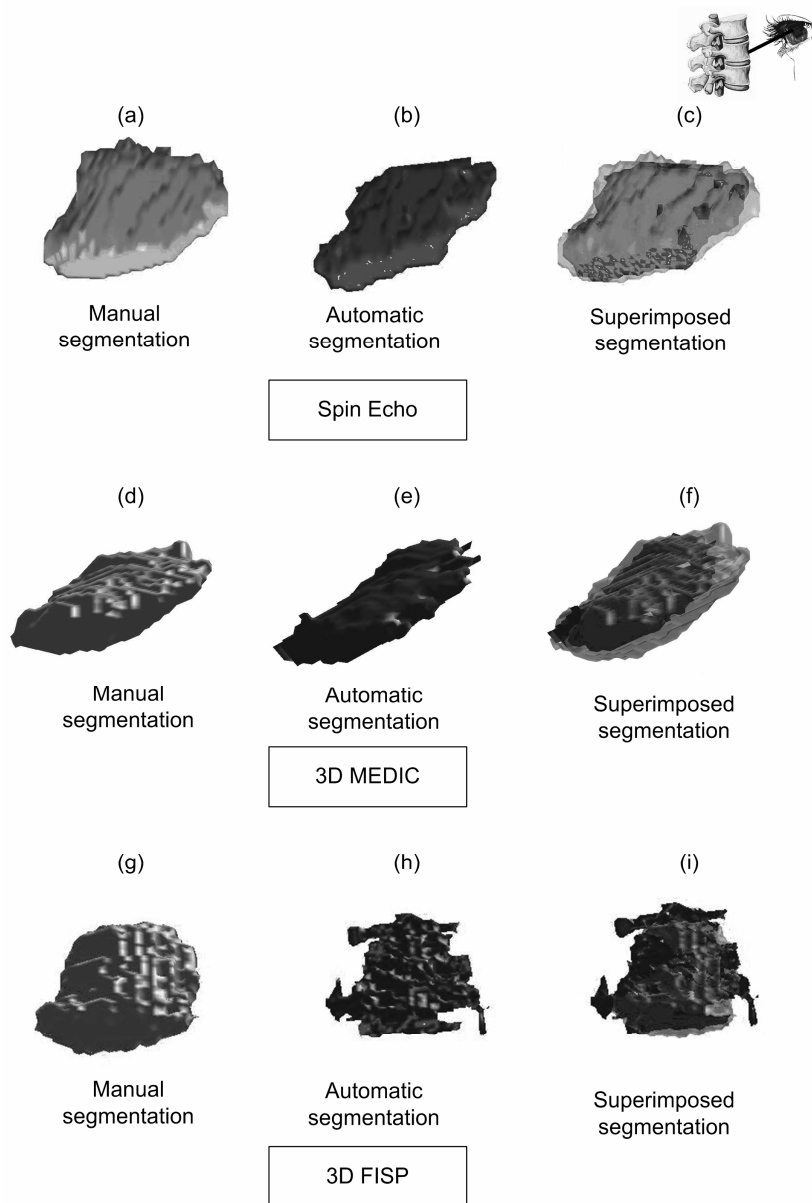 (a)
(b)
(c)
Manual
segmentation
Automatic
segmentation
Superimposed
segmentation
Spin Echo
(d)
(e)
(f)
Manual
segmentation
Automatic
segmentation
Superimposed
segmentation
3D MEDIC
(g)
(h)
(i)
Manual
segmentation
Automatic
segmentation
Superimposed
segmentation
3D FISP